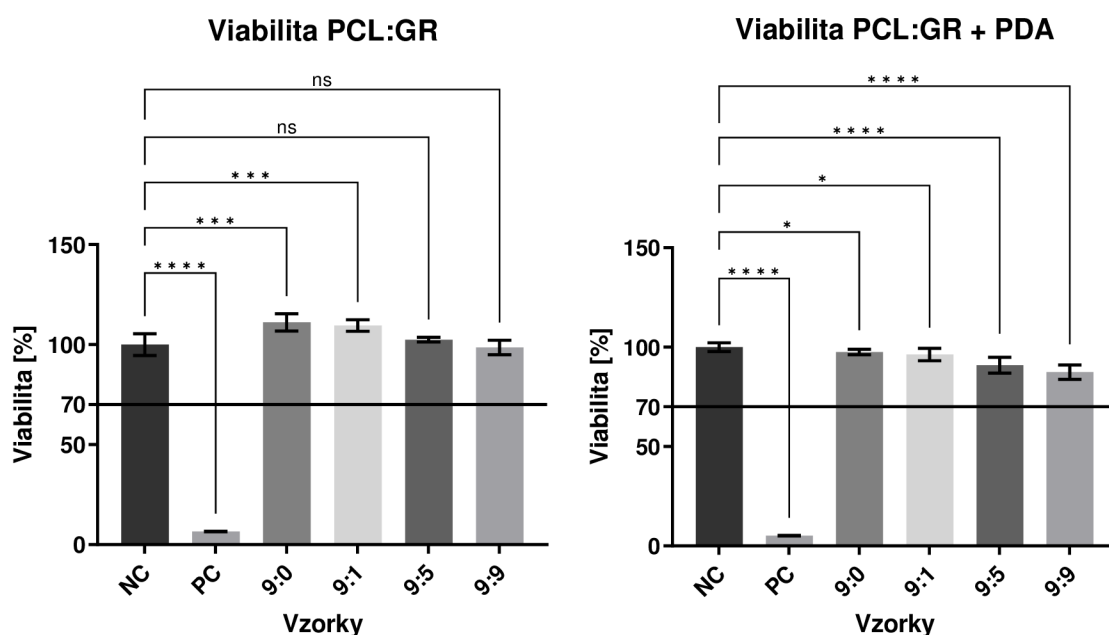 Viabilita PCL:GR
ns
ns
***
***
****
150
100
70
50
0
Viabilita [%]
NC
PC
9:0
9:1
9:5
9:9
Vzorky
Viabilita PCL:GR + PDA
****
****
*
*
****
150
100
70
50
0
Viabilita [%]
NC
PC
9:0
9:1
9:5
9:9
Vzorky